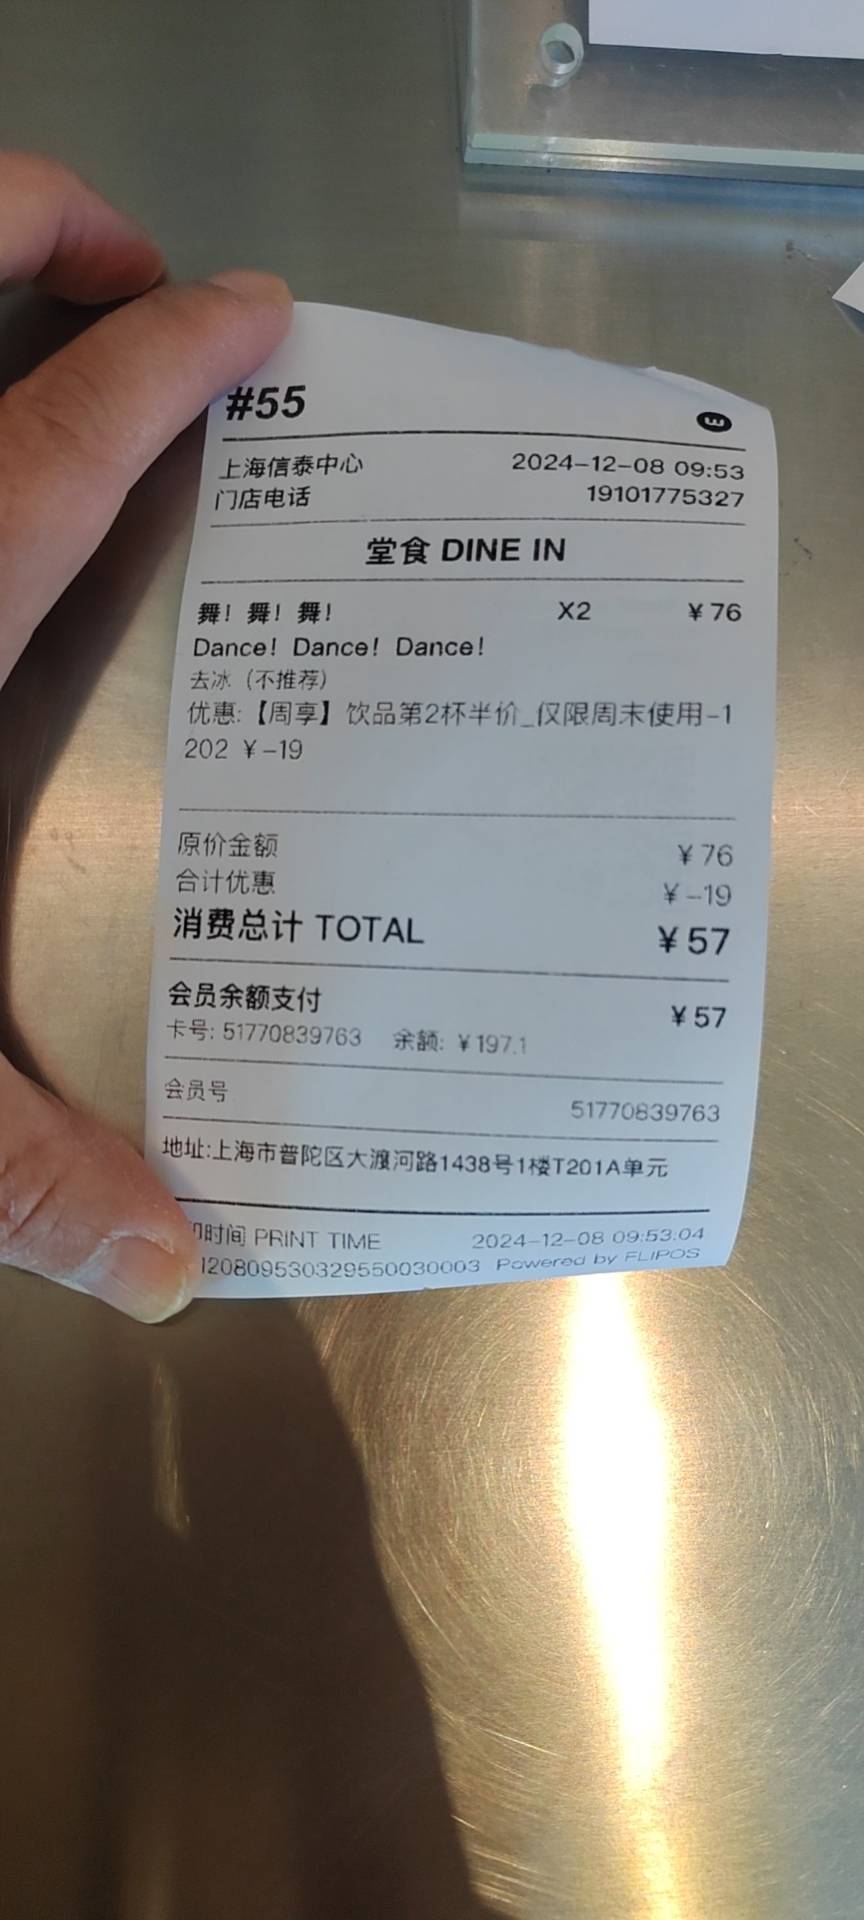 #55
上海信泰中心 2024-12-08 09:53
门店电话 19101775327
堂食 DINE IN
舞！舞！舞！ X2 ¥76
Dance! Dance! Dance!
去冰（不推荐）
优惠:【周享】饮品第2杯半价_仅限周末使用-1
202 ¥-19
原价金额 ¥76
合计优惠 ¥-19
消费总计 TOTAL ¥57
会员余额支付 ¥57
卡号: 51770839763 余额: ¥197.1
会员号 51770839763
地址:上海市普陀区大渡河路1438号1楼T201A单元
印时间 PRINT TIME 2024-12-08 09:53:04
120809530329550030003 Powered by FLIPOS